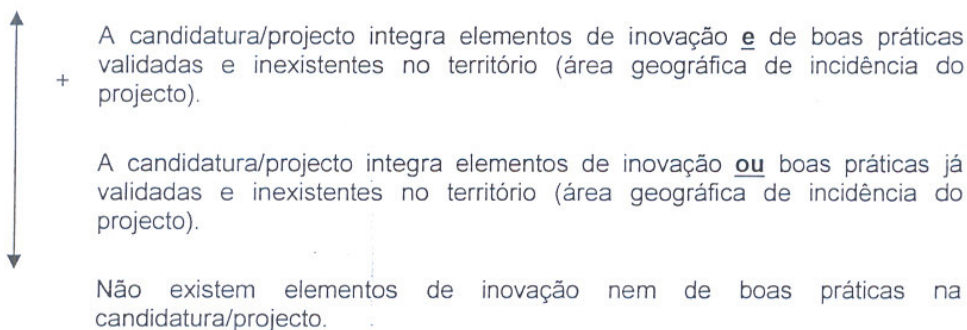 A candidatura/projecto integra elementos de inovação e de boas práticas
+ validadas e inexistentes no território (área geográfica de incidência do
projecto).
A candidatura/projecto integra elementos de inovação ou boas práticas já
validadas e inexistentes no território (área geográfica de incidência do
projecto).
Não existem elementos de inovação nem de boas práticas na
candidatura/projecto.